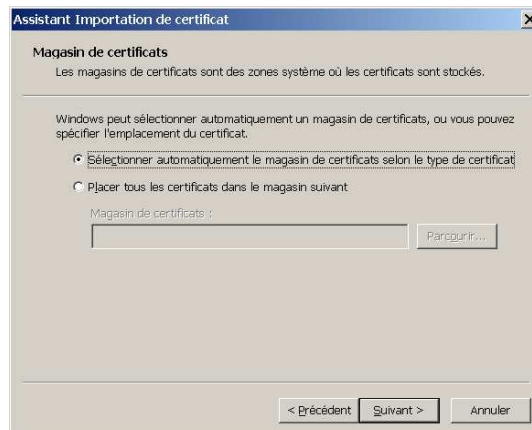 Assistant Importation de certificat
Magasin de certificats
Les magasins de certificats sont des zones système où les certificats sont stockés.
Windows peut sélectionner automatiquement un magasin de certificats, ou vous pouvez
spécifier l'emplacement du certificat.
Sélectionner automatiquement le magasin de certificats selon le type de certificat
Placer tous les certificats dans le magasin suivant
Magasin de certificats :
Parcourir...
< Précédent
Suivant >
Annuler